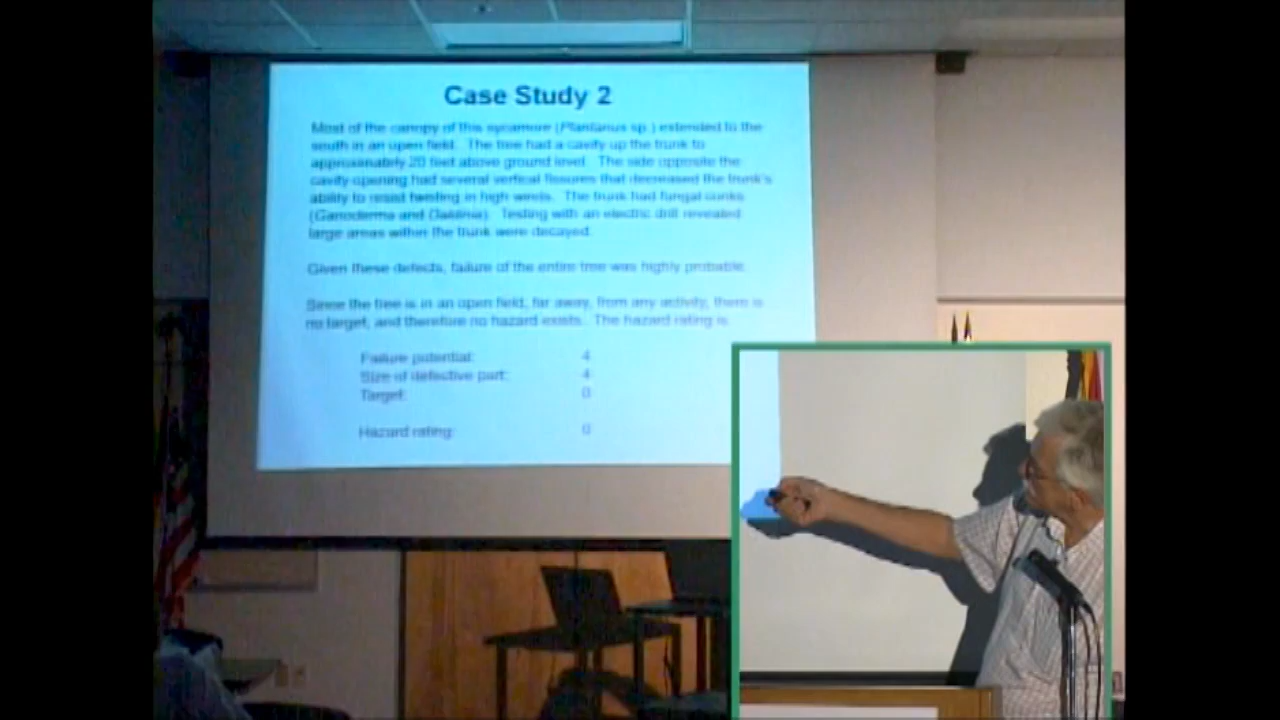 Case Study 2
Most of the canopy of this sycamore (Plantanus sp.) extended to the
south in an open field. The tree had a cavity up the trunk to
approximately 20 feet above ground level. The side opposite the
cavity opening had several vertical fissures that decreased the trunk's
ability to resist twisting in high winds. The trunk had fungal conks
(Ganoderma and Daldinia). Testing with an electric drill revealed
large areas within the trunk were decayed.
Given these defects, failure of the entire tree was highly probable.
Since the tree is in an open field, far away, from any activity, there is
no target, and therefore no hazard exists. The hazard rating is:
Failure potential: 4
Size of defective part: 4
Target: 0
Hazard rating: 0